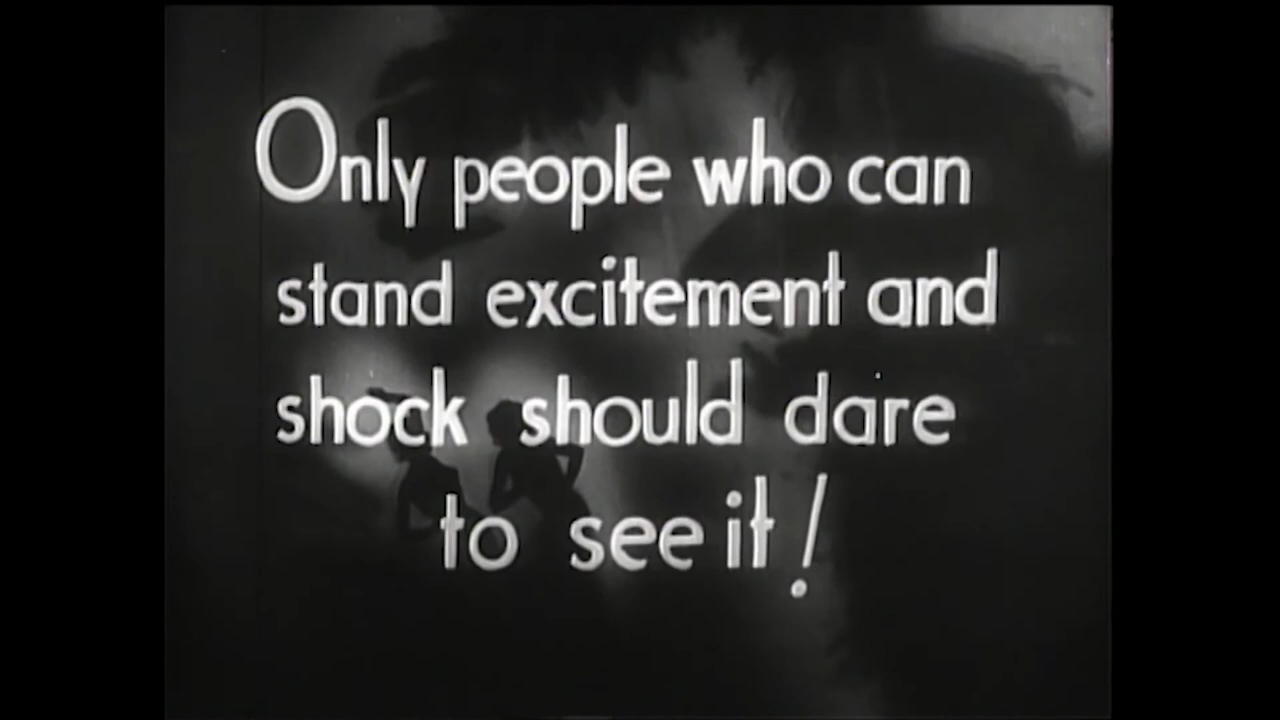 Only people who can
stand excitement and
shock should dare
to see it!